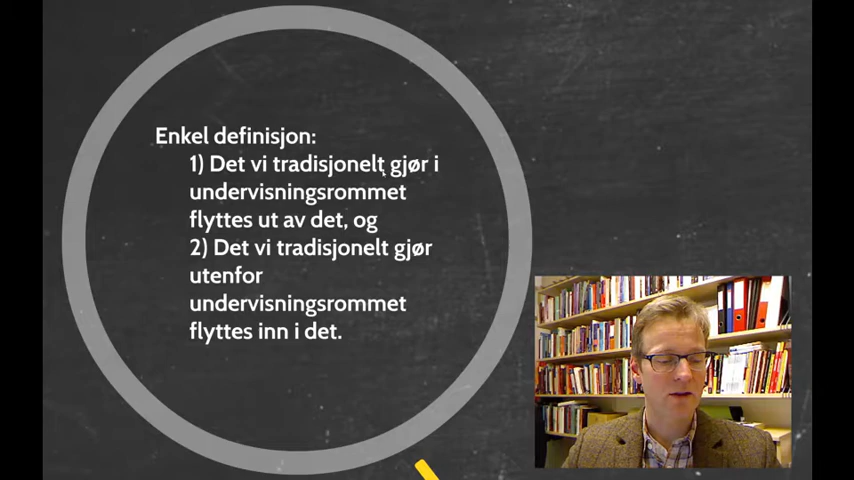 Enkel definisjon:
1) Det vi tradisjonelt gjør i
undervisningsrommet
flyttes ut av det, og
2) Det vi tradisjonelt gjør
utenfor
undervisningsrommet
flyttes inn i det.